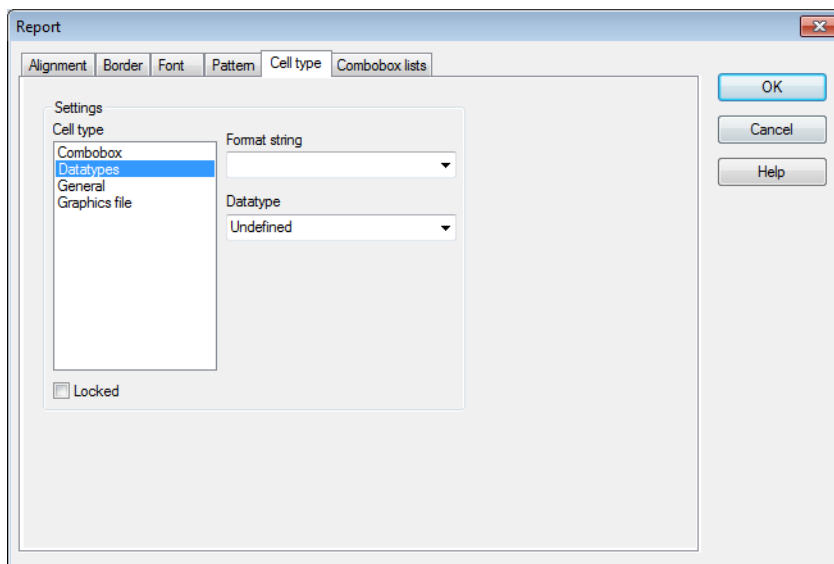 Report
Alignment Border Font Pattern Cell type Combobox lists
OK
Settings
Cell type
Format string
Cancel
Combobox
Datatypes
General
Graphics file
Help
Datatype
Undefined
Locked